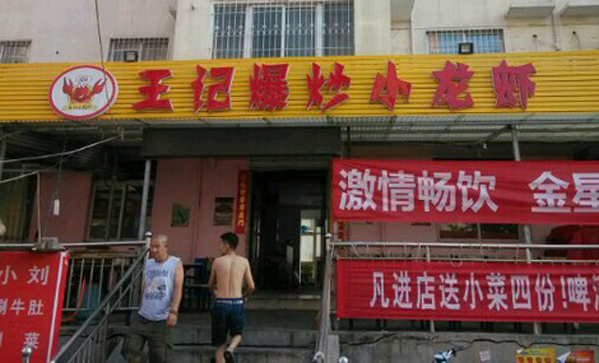 王记爆炒小龙虾
激情畅饮 金星
凡进店送小菜四份!啤酒
小刘
涮牛肚
菜